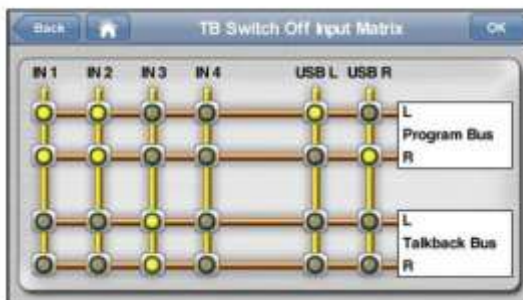 Back TB Switch Off Input Matrix OK
IN 1 IN 2 IN 3 IN 4 USB L USB R
L
Program Bus
R
L
Talkback Bus
R